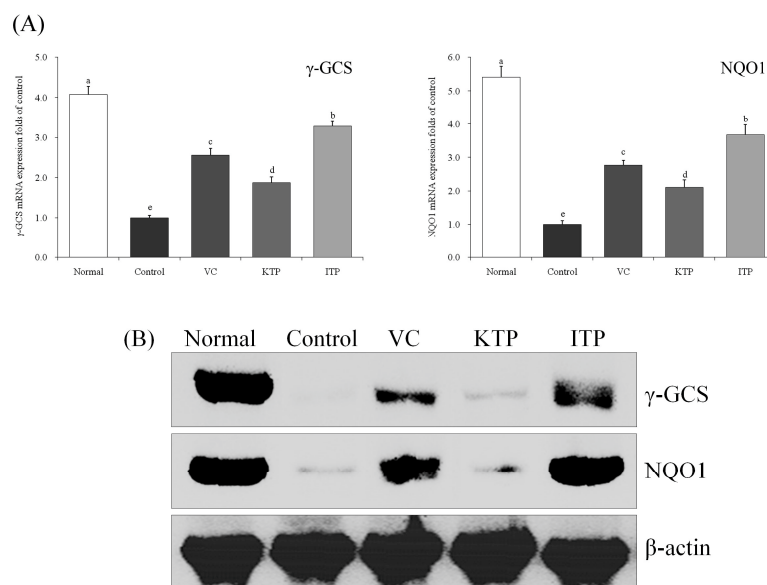 (A)
γ-GCS
γ-GCS mRNA expression folds of control
5.0
4.0
3.0
2.0
1.0
0.0
a
e
c
d
b
Normal Control VC KTP ITP
NQO1
NQO1 mRNA expression folds of control
6.0
5.0
4.0
3.0
2.0
1.0
0.0
a
e
c
d
b
Normal Control VC KTP ITP
(B) Normal Control VC KTP ITP
γ-GCS
NQO1
β-actin